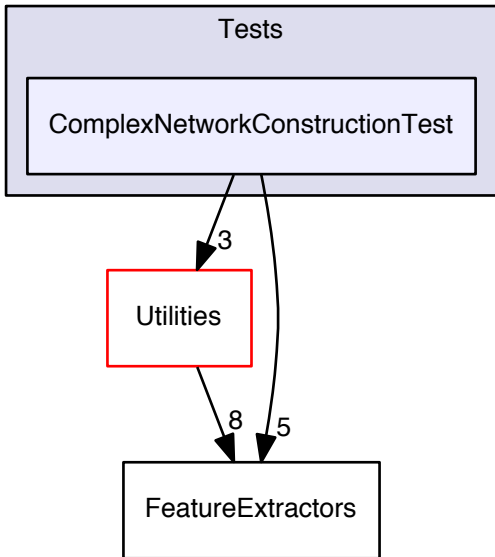 Tests
ComplexNetworkConstructionTest
3
Utilities
8
5
FeatureExtractors